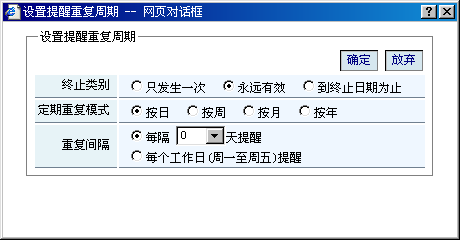 设置提醒重复周期 -- 网页对话框
设置提醒重复周期
确定 放弃
终止类别 只发生一次 永远有效 到终止日期为止
定期重复模式 按日 按周 按月 按年
重复间隔 每隔 0 天提醒
每个工作日(周一至周五)提醒